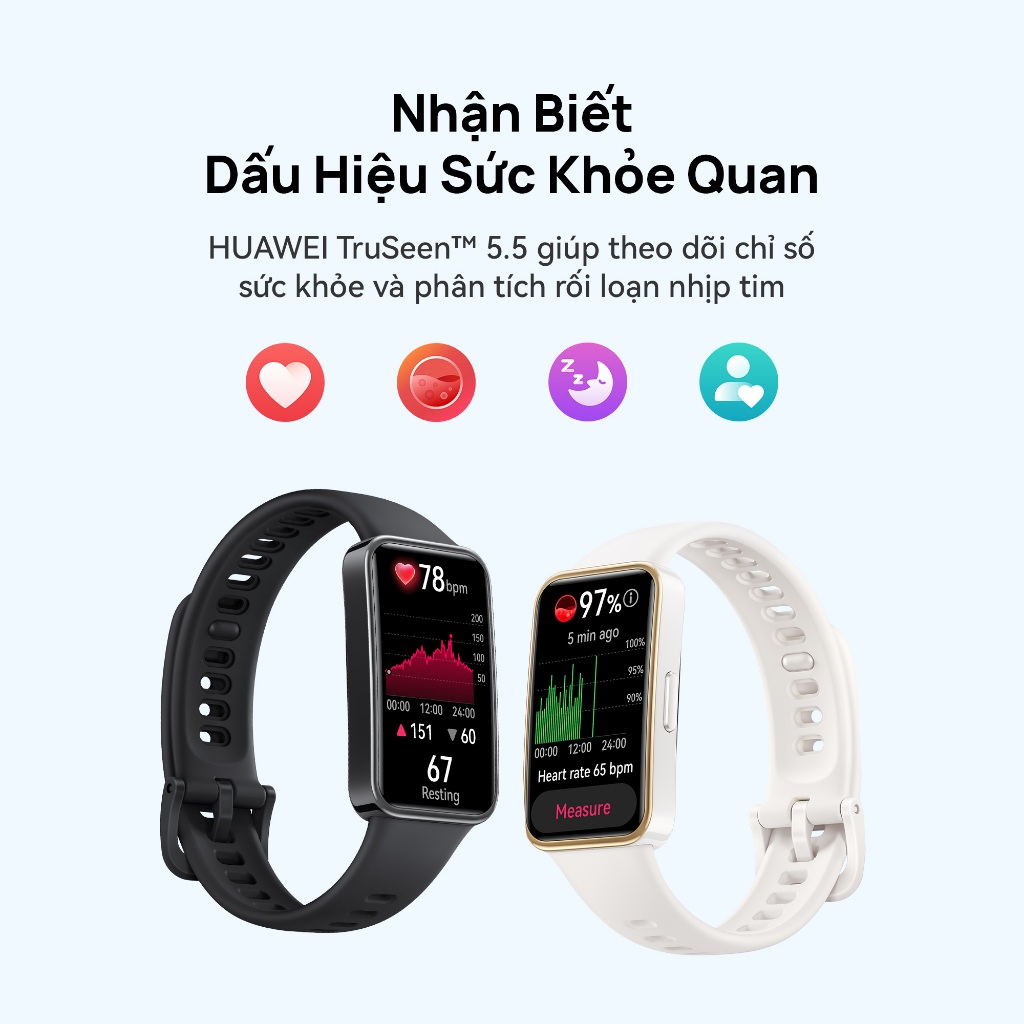 Nhận Biết
Dấu Hiệu Sức Khỏe Quan
HUAWEI TruSeen™ 5.5 giúp theo dõi chỉ số
sức khỏe và phân tích rối loạn nhịp tim
Z
z
78 bpm
200
150
100
50
00:00 12:00 24:00
▲ 151 ▼ 60
67
Resting
97%
5 min ago
100%
95%
90%
00:00 12:00 24:00
Heart rate 65 bpm
Measure